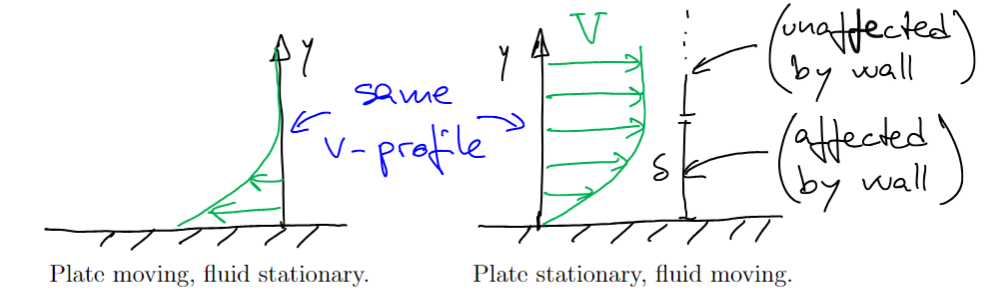 y
same
v-profile
y
V
δ
(unaffected
by wall)
(affected
by wall)
Plate moving, fluid stationary.
Plate stationary, fluid moving.